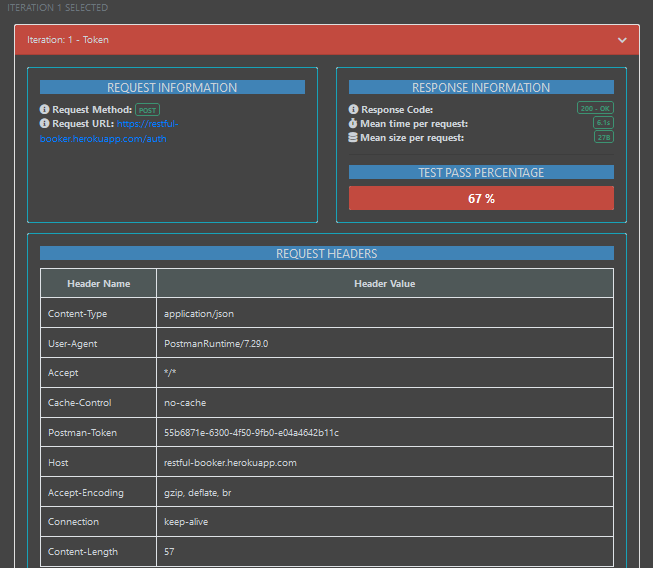 ITERATION 1 SELECTED
Iteration: 1 - Token
REQUEST INFORMATION
Request Method: POST
Request URL: https://restful-
booker.herokuapp.com/auth
RESPONSE INFORMATION
Response Code: 200 - OK
Mean time per request: 6.1s
Mean size per request: 27B
TEST PASS PERCENTAGE
67 %
REQUEST HEADERS
Header Name Header Value
Content-Type application/json
User-Agent PostmanRuntime/7.29.0
Accept */*
Cache-Control no-cache
Postman-Token 55b6871e-6300-4f50-9fb0-e04a4642b11c
Host restful-booker.herokuapp.com
Accept-Encoding gzip, deflate, br
Connection keep-alive
Content-Length 57